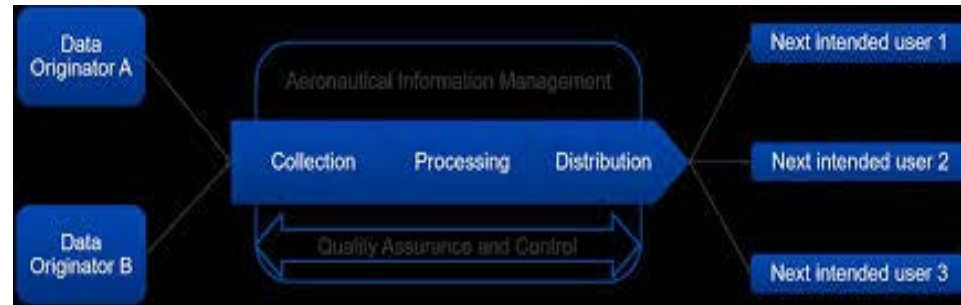 Data
Originator A
Next intended user 1
Aeronautical Information Management
Collection Processing Distribution
Next intended user 2
Quality Assurance and Control
Data
Originator B
Next intended user 3